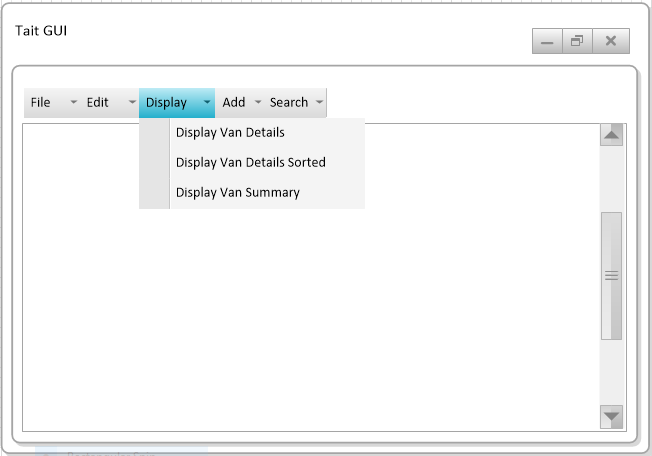 Tait GUI
File Edit Display Add Search
Display Van Details
Display Van Details Sorted
Display Van Summary